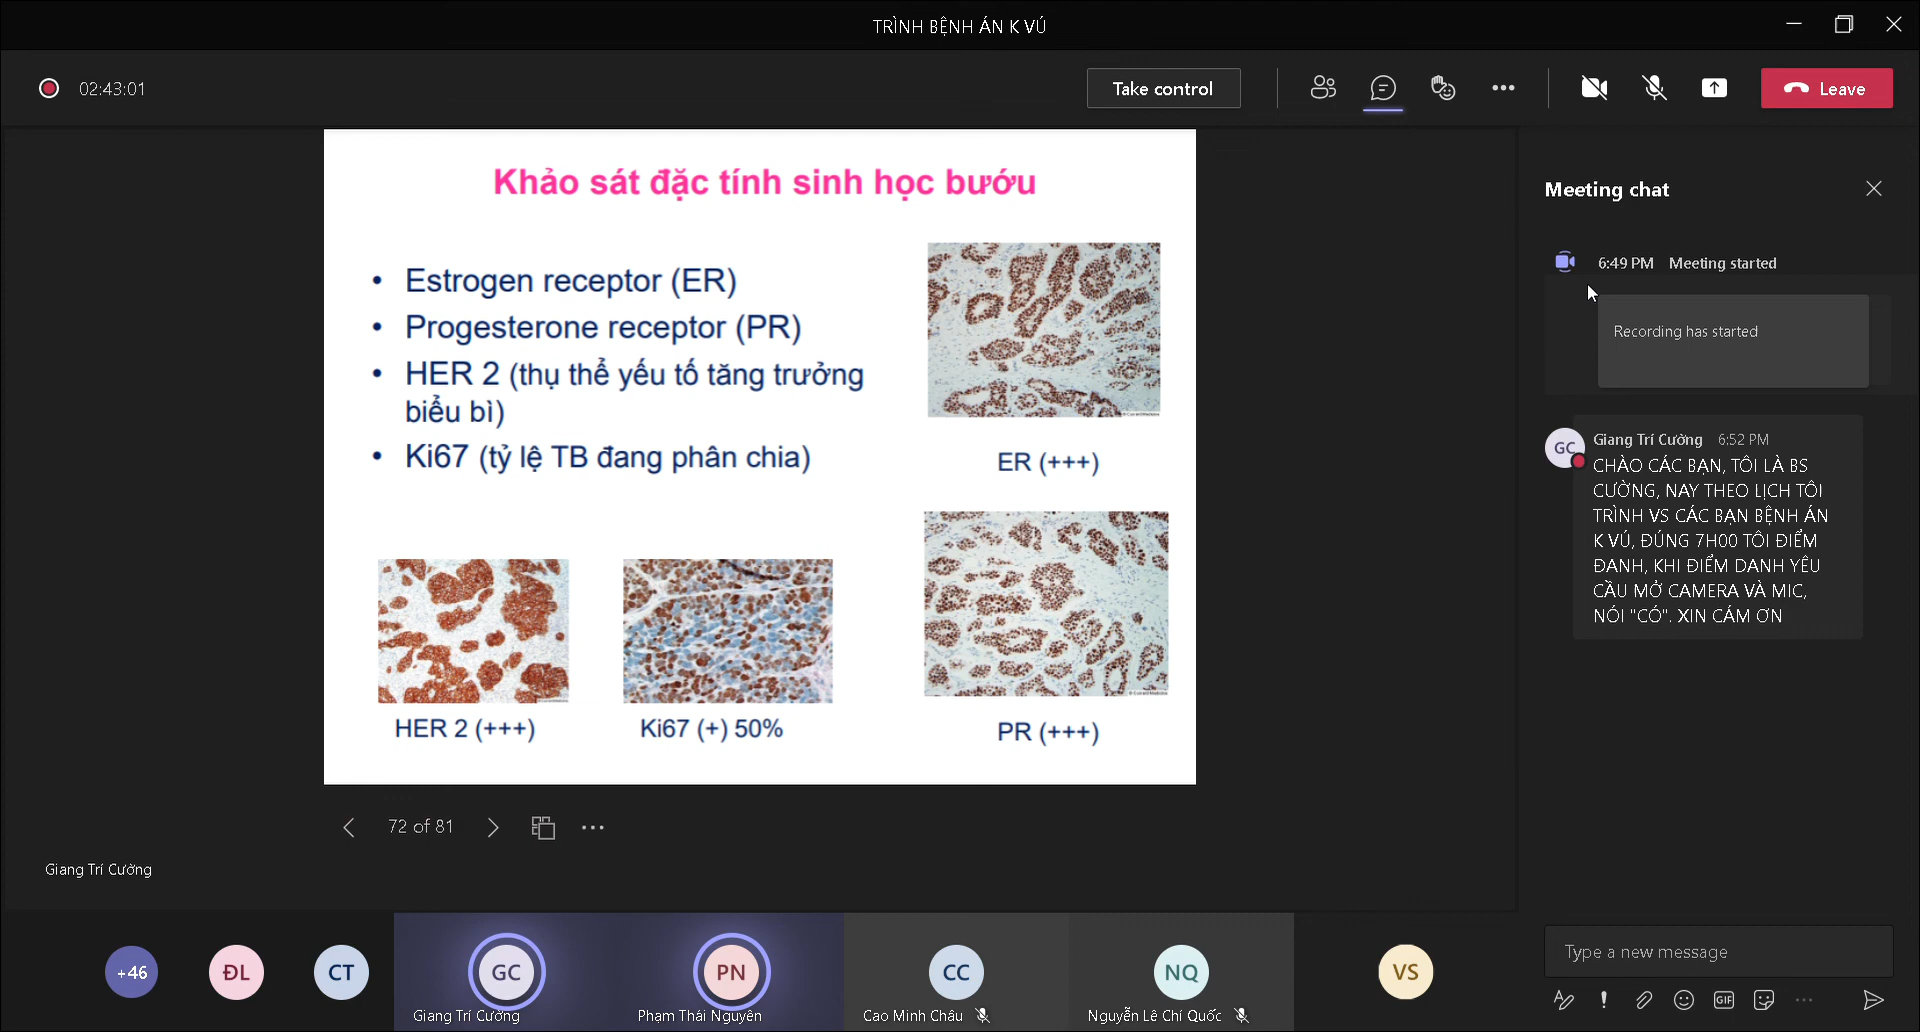 TRÌNH BỆNH ÁN K VÚ
02:43:01
Take control
Leave
Khảo sát đặc tính sinh học bướu
• Estrogen receptor (ER)
• Progesterone receptor (PR)
• HER 2 (thụ thể yếu tố tăng trưởng
biểu bì)
• Ki67 (tỷ lệ TB đang phân chia)
ER (+++)
HER 2 (+++)
Ki67 (+) 50%
PR (+++)
72 of 81
Giang Trí Cường
Meeting chat
6:49 PM Meeting started
Recording has started
GC
Giang Trí Cường 6:52 PM
CHÀO CÁC BẠN, TÔI LÀ BS
CƯỜNG, NAY THEO LỊCH TÔI
TRÌNH VS CÁC BẠN BỆNH ÁN
K VÚ, ĐÚNG 7H00 TÔI ĐIỂM
ĐANH, KHI ĐIỂM DANH YÊU
CẦU MỞ CAMERA VÀ MIC,
NÓI "CÓ". XIN CÁM ƠN
+46
ĐL
CT
GC
Giang Trí Cường
PN
Phạm Thái Nguyên
CC
Cao Minh Châu
NQ
Nguyễn Lê Chí Quốc
VS
Type a new message
GIF